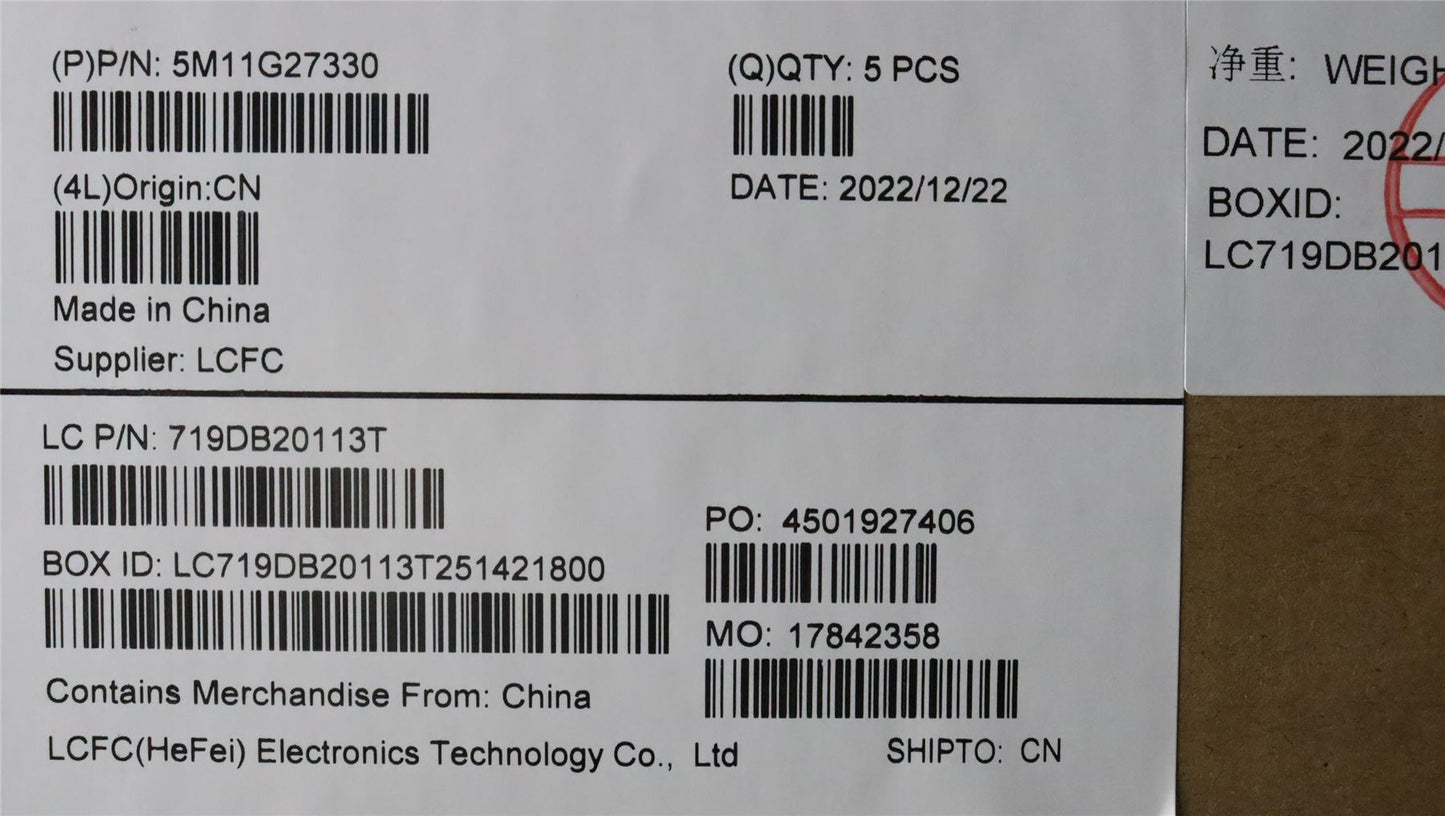 (P)P/N: 5M11G27330
(Q)QTY: 5 PCS
(4L)Origin:CN
DATE: 2022/12/22
Made in China
Supplier: LCFC
LC P/N: 719DB20113T
PO: 4501927406
BOX ID: LC719DB20113T251421800
MO: 17842358
Contains Merchandise From: China
LCFC(HeFei) Electronics Technology Co., Ltd
SHIPTO: CN
净重:
DATE: 2022/
BOXID:
LC719DB201